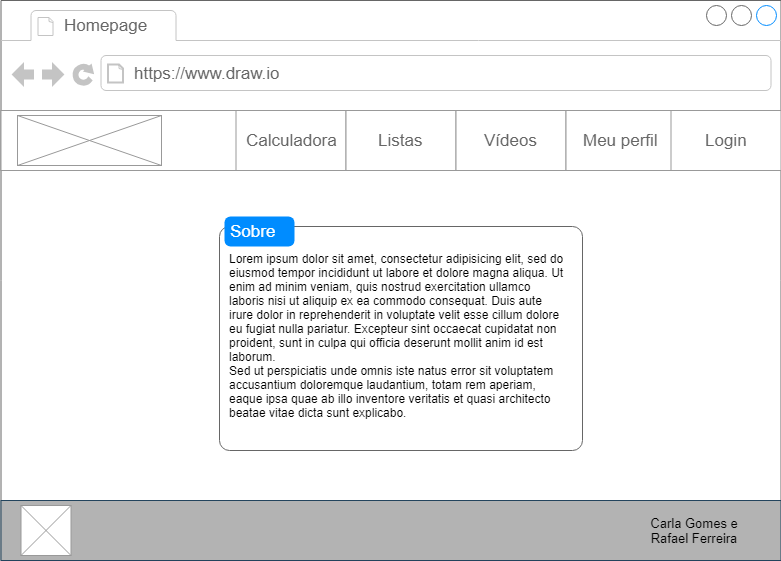 Homepage
https://www.draw.io
Calculadora
Listas
Vídeos
Meu perfil
Login
Sobre
Lorem ipsum dolor sit amet, consectetur adipisicing elit, sed do
eiusmod tempor incididunt ut labore et dolore magna aliqua. Ut
enim ad minim veniam, quis nostrud exercitation ullamco
laboris nisi ut aliquip ex ea commodo consequat. Duis aute
irure dolor in reprehenderit in voluptate velit esse cillum dolore
eu fugiat nulla pariatur. Excepteur sint occaecat cupidatat non
proident, sunt in culpa qui officia deserunt mollit anim id est
laborum.
Sed ut perspiciatis unde omnis iste natus error sit voluptatem
accusantium doloremque laudantium, totam rem aperiam,
eaque ipsa quae ab illo inventore veritatis et quasi architecto
beatae vitae dicta sunt explicabo.
Carla Gomes e
Rafael Ferreira